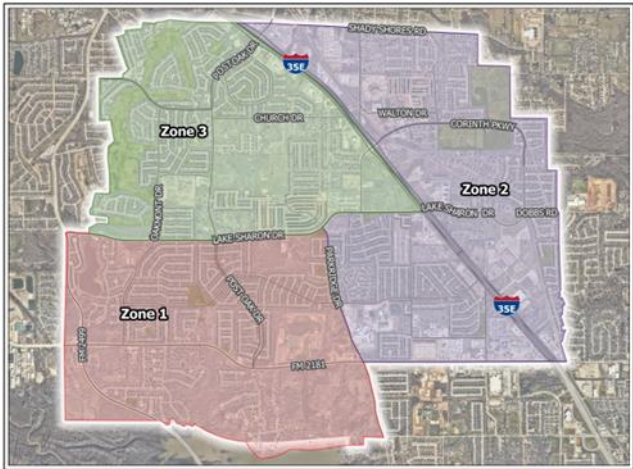 SHADY SHORES RD
POST OAK DR
35E
WALTON DR
CHURCH DR
CORINTH PKWY
Zone 3
Zone 2
OAKMONT DR
LAKE SHARON DR
DOBBS RD
LAKE SHARON DR
PARKRIDGE DR
POST OAK DR
Zone 1
35E
FM 2499
FM 2181